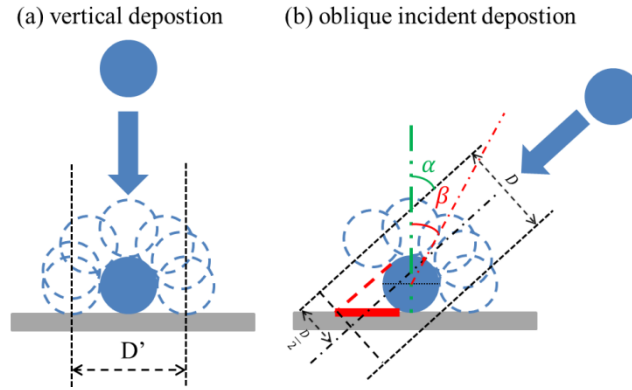 (a) vertical depostion
(b) oblique incident depostion
α
β
D
D/2
D’